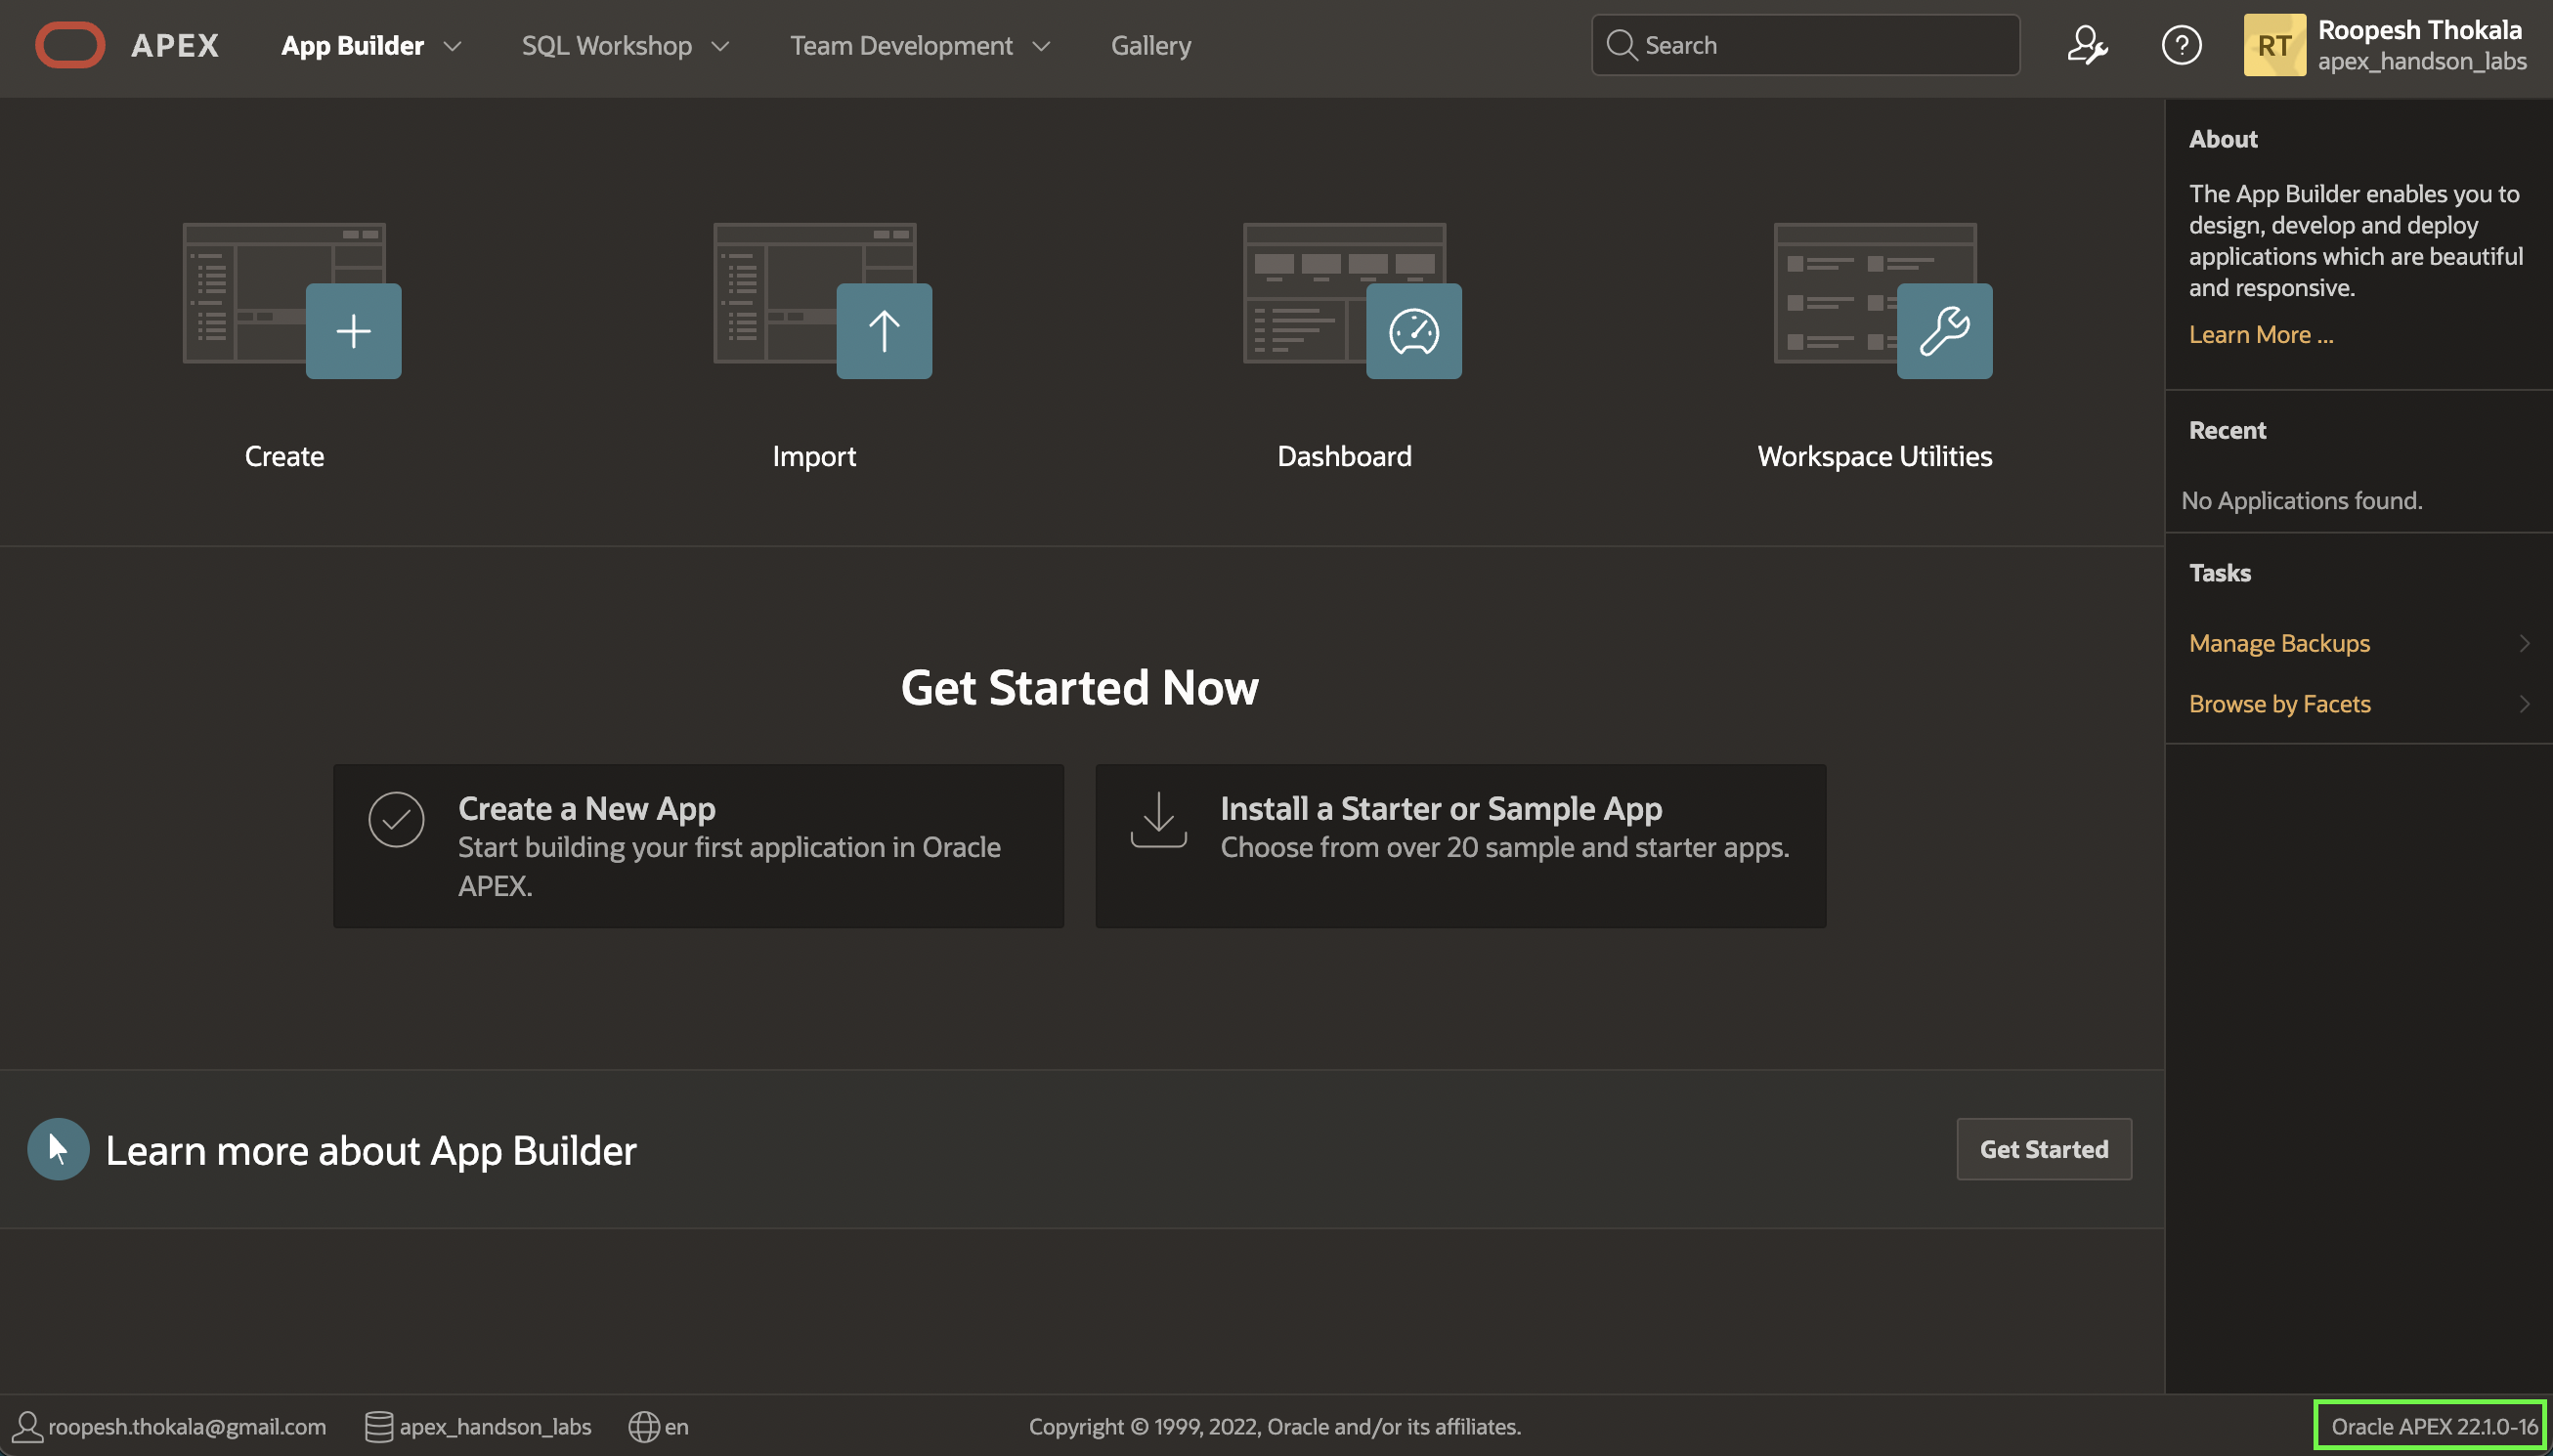 APEX
App Builder
SQL Workshop
Team Development
Gallery
Search
RT
Roopesh Thokala
apex_handson_labs
Create
Import
Dashboard
Workspace Utilities
About
The App Builder enables you to
design, develop and deploy
applications which are beautiful
and responsive.
Learn More ...
Recent
No Applications found.
Tasks
Manage Backups
Browse by Facets
Get Started Now
Create a New App
Start building your first application in Oracle
APEX.
Install a Starter or Sample App
Choose from over 20 sample and starter apps.
Learn more about App Builder
Get Started
roopesh.thokala@gmail.com
apex_handson_labs
en
Copyright © 1999, 2022, Oracle and/or its affiliates.
Oracle APEX 22.1.0-16